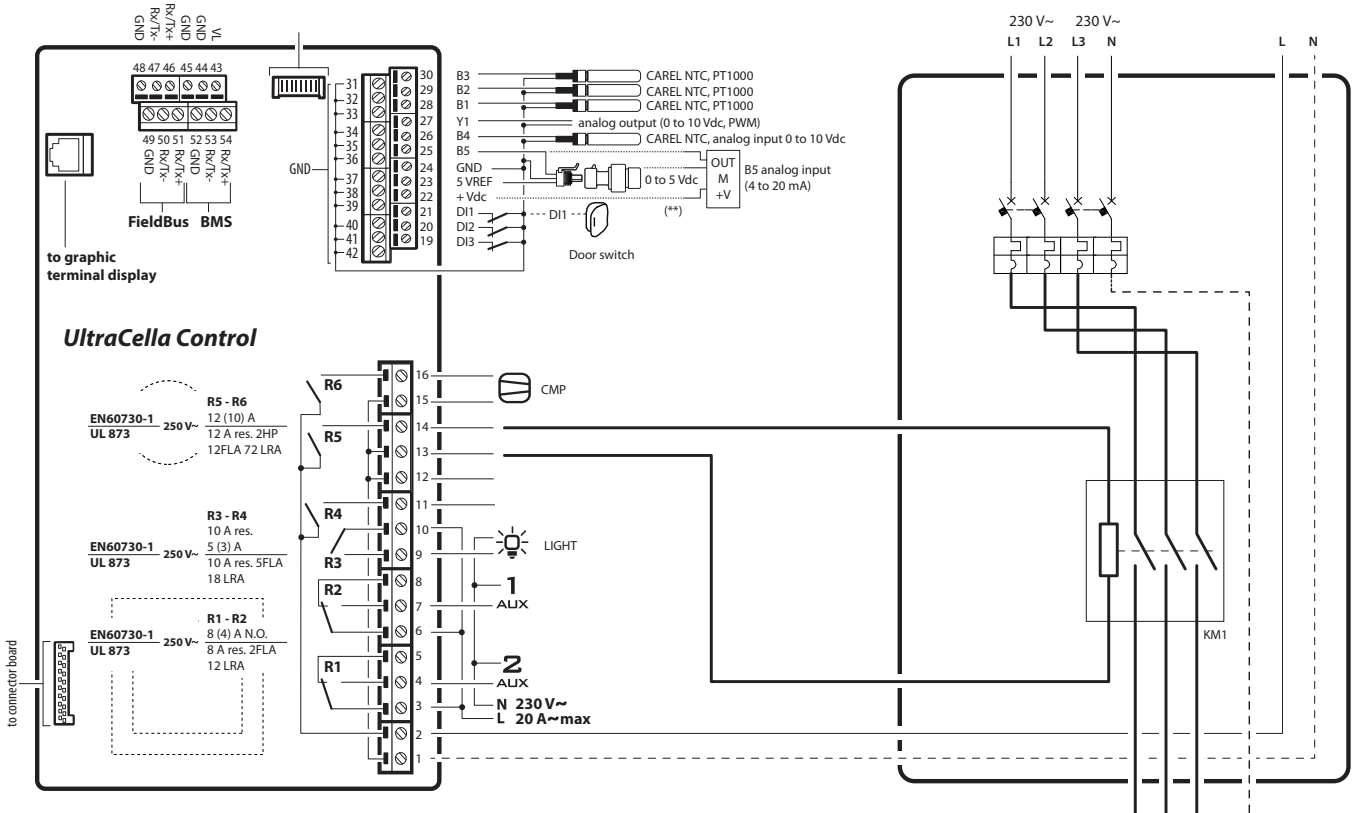 GND
Rx/Tx-
Rx/Tx+
GND
GND
VL
48 47 46 45 44 43
49 50 51 52 53 54
GND
Rx/Tx-
Rx/Tx+
GND
Rx/Tx-
Rx/Tx+
FieldBus BMS
to graphic
terminal display
GND
31
32
33
34
35
36
37
38
39
40
41
42
30
29
28
27
26
25
24
23
22
21
20
19
B3 CAREL NTC, PT1000
B2 CAREL NTC, PT1000
B1 CAREL NTC, PT1000
Y1 analog output (0 to 10 Vdc, PWM)
B4 CAREL NTC, analog input 0 to 10 Vdc
B5
GND
5 VREF 0 to 5 Vdc
+ Vdc (**)
OUT
M
+V
B5 analog input
(4 to 20 mA)
DI1 DI1
DI2
DI3
Door switch
UltraCella Control
R5 - R6
EN60730-1
UL 873
250 V~
12 (10) A
12 A res. 2HP
12FLA 72 LRA
R3 - R4
10 A res.
EN60730-1
UL 873
250 V~
5 (3) A
10 A res. 5FLA
18 LRA
R1 - R2
EN60730-1
UL 873
250 V~
8 (4) A N.O.
8 A res. 2FLA
12 LRA
to connector board
R6
R5
R4
R3
R2
R1
16
15
14
13
12
11
10
9
8
7
6
5
4
3
2
1
CMP
LIGHT
1
AUX
2
AUX
N 230 V~
L 20 A~max
230 V~ 230 V~
L1 L2 L3 N
L N
KM1